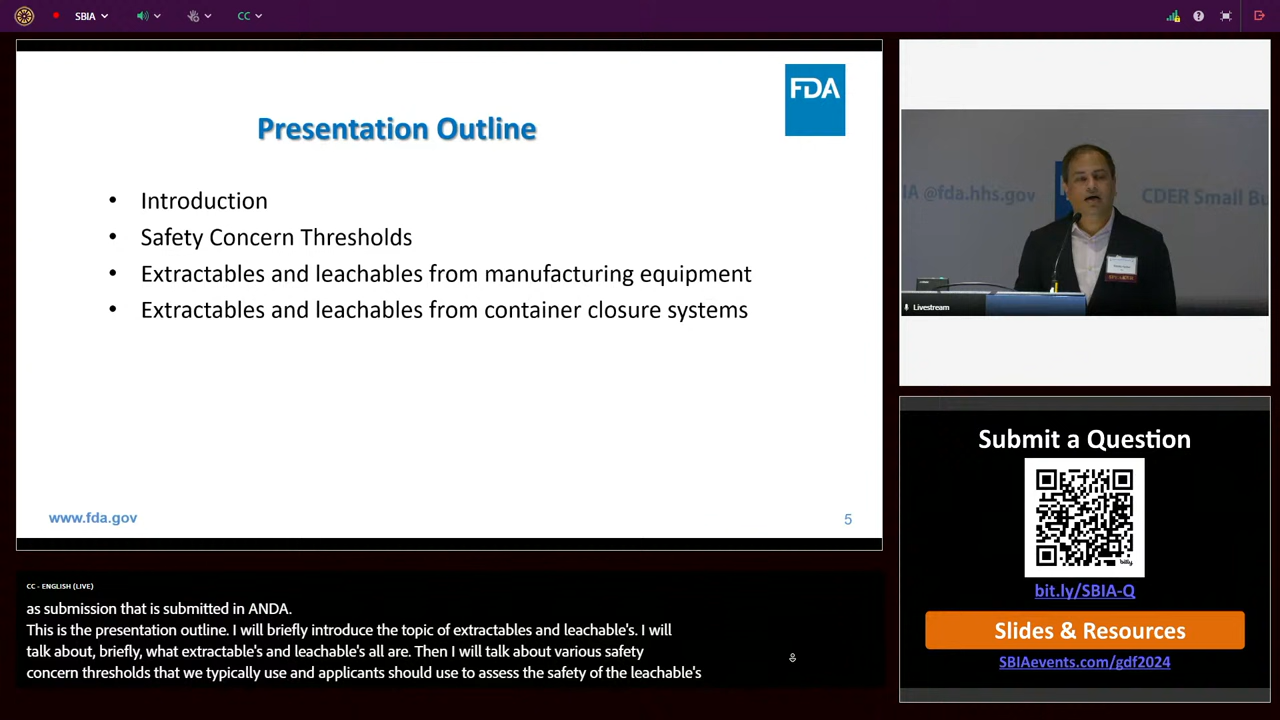 SBIA
CC
FDA
Presentation Outline
• Introduction
• Safety Concern Thresholds
• Extractables and leachables from manufacturing equipment
• Extractables and leachables from container closure systems
www.fda.gov
5
IA @fda.hhs.gov
CDER Small Bu
Livestream
Submit a Question
bitly
bit.ly/SBIA-Q
Slides & Resources
SBIAevents.com/gdf2024
CC - ENGLISH (LIVE)
as submission that is submitted in ANDA.
This is the presentation outline. I will briefly introduce the topic of extractables and leachable's. I will
talk about, briefly, what extractable's and leachable's all are. Then I will talk about various safety
concern thresholds that we typically use and applicants should use to assess the safety of the leachable's